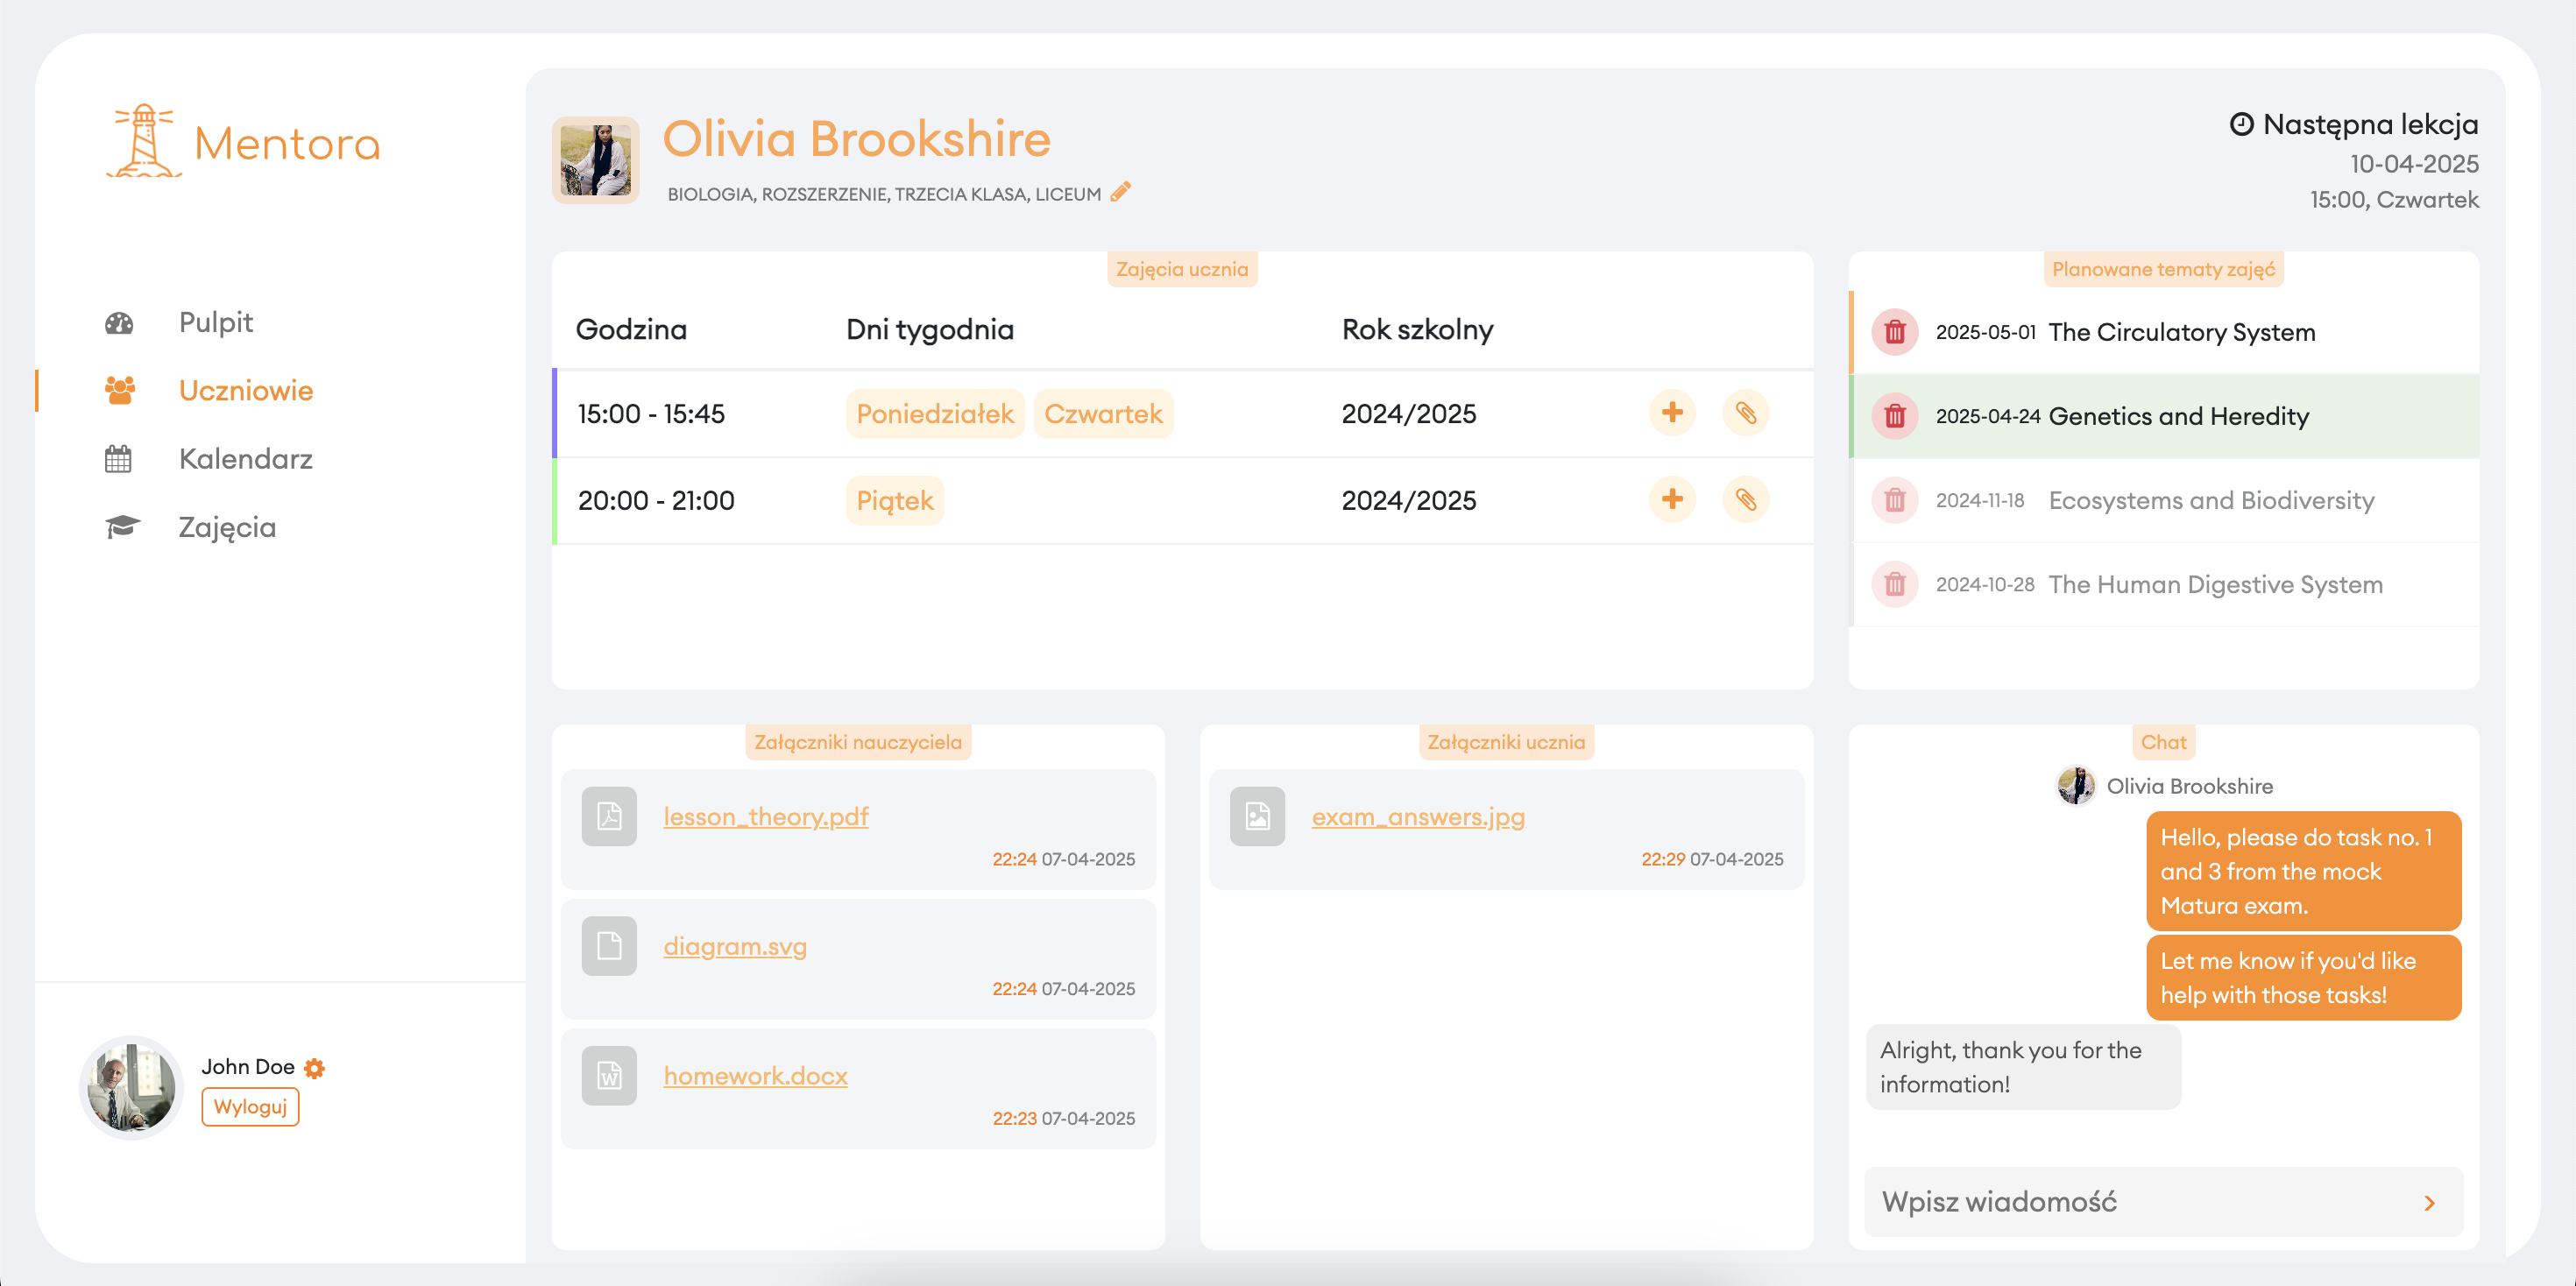 Mentora
Pulpit
Uczniowie
Kalendarz
Zajęcia
John Doe
Wyloguj
Olivia Brookshire
BIOLOGIA, ROZSZERZENIE, TRZECIA KLASA, LICEUM
Następna lekcja
10-04-2025
15:00, Czwartek
Zajęcia ucznia
Godzina Dni tygodnia Rok szkolny
15:00 - 15:45 Poniedziałek Czwartek 2024/2025
20:00 - 21:00 Piątek 2024/2025
Planowane tematy zajęć
2025-05-01 The Circulatory System
2025-04-24 Genetics and Heredity
2024-11-18 Ecosystems and Biodiversity
2024-10-28 The Human Digestive System
Załączniki nauczyciela
lesson_theory.pdf
22:24 07-04-2025
diagram.svg
22:24 07-04-2025
homework.docx
22:23 07-04-2025
Załączniki ucznia
exam_answers.jpg
22:29 07-04-2025
Chat
Olivia Brookshire
Hello, please do task no. 1
and 3 from the mock
Matura exam.
Let me know if you'd like
help with those tasks!
Alright, thank you for the
information!
Wpisz wiadomość